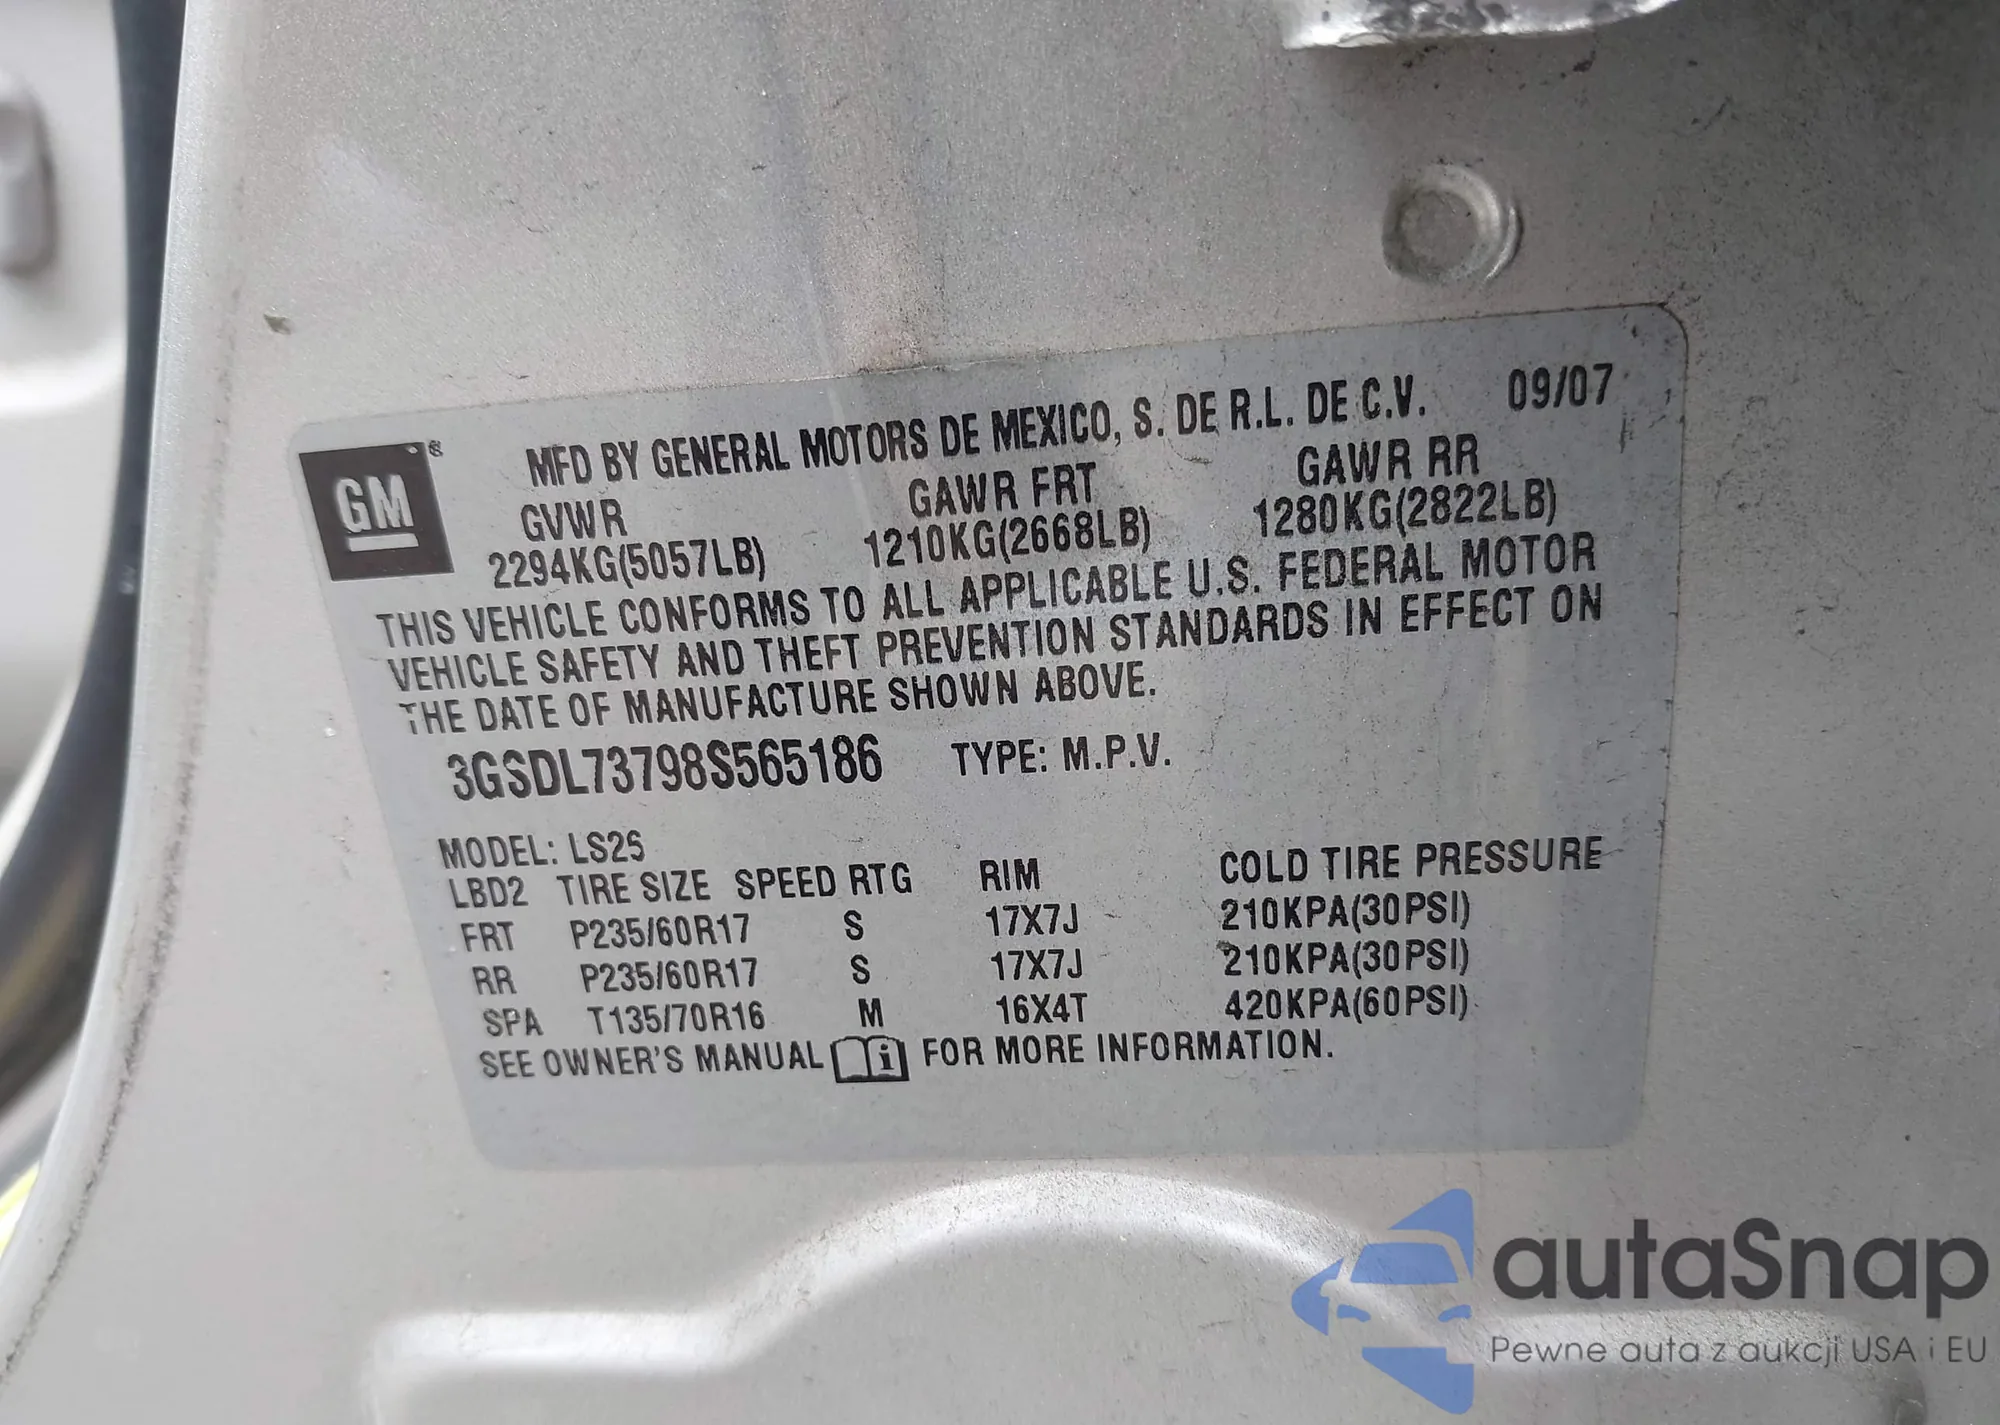 MFD BY GENERAL MOTORS DE MEXICO, S. DE R.L. DE C.V. 09/07
GM®
GVWR GAWR FRT GAWR RR
2294KG(5057LB) 1210KG(2668LB) 1280KG(2822LB)
THIS VEHICLE CONFORMS TO ALL APPLICABLE U.S. FEDERAL MOTOR
VEHICLE SAFETY AND THEFT PREVENTION STANDARDS IN EFFECT ON
THE DATE OF MANUFACTURE SHOWN ABOVE.
3GSDL73798S565186 TYPE: M.P.V.
MODEL: LS26
LBD2 TIRE SIZE SPEED RTG RIM COLD TIRE PRESSURE
FRT P235/60R17 S 17X7J 210KPA(30PSI)
RR P235/60R17 S 17X7J 210KPA(30PSI)
SPA T135/70R16 M 16X4T 420KPA(60PSI)
SEE OWNER'S MANUAL i FOR MORE INFORMATION.
autaSnap
Pewne auta z aukcji USA i EU